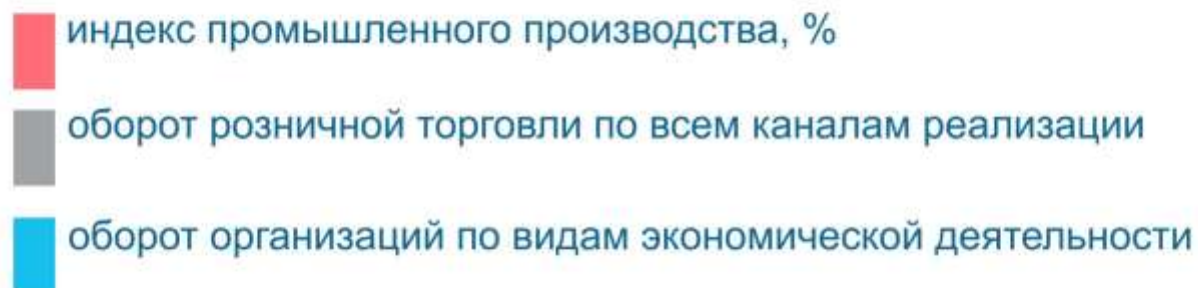 индекс промышленного производства, %
оборот розничной торговли по всем каналам реализации
оборот организаций по видам экономической деятельности